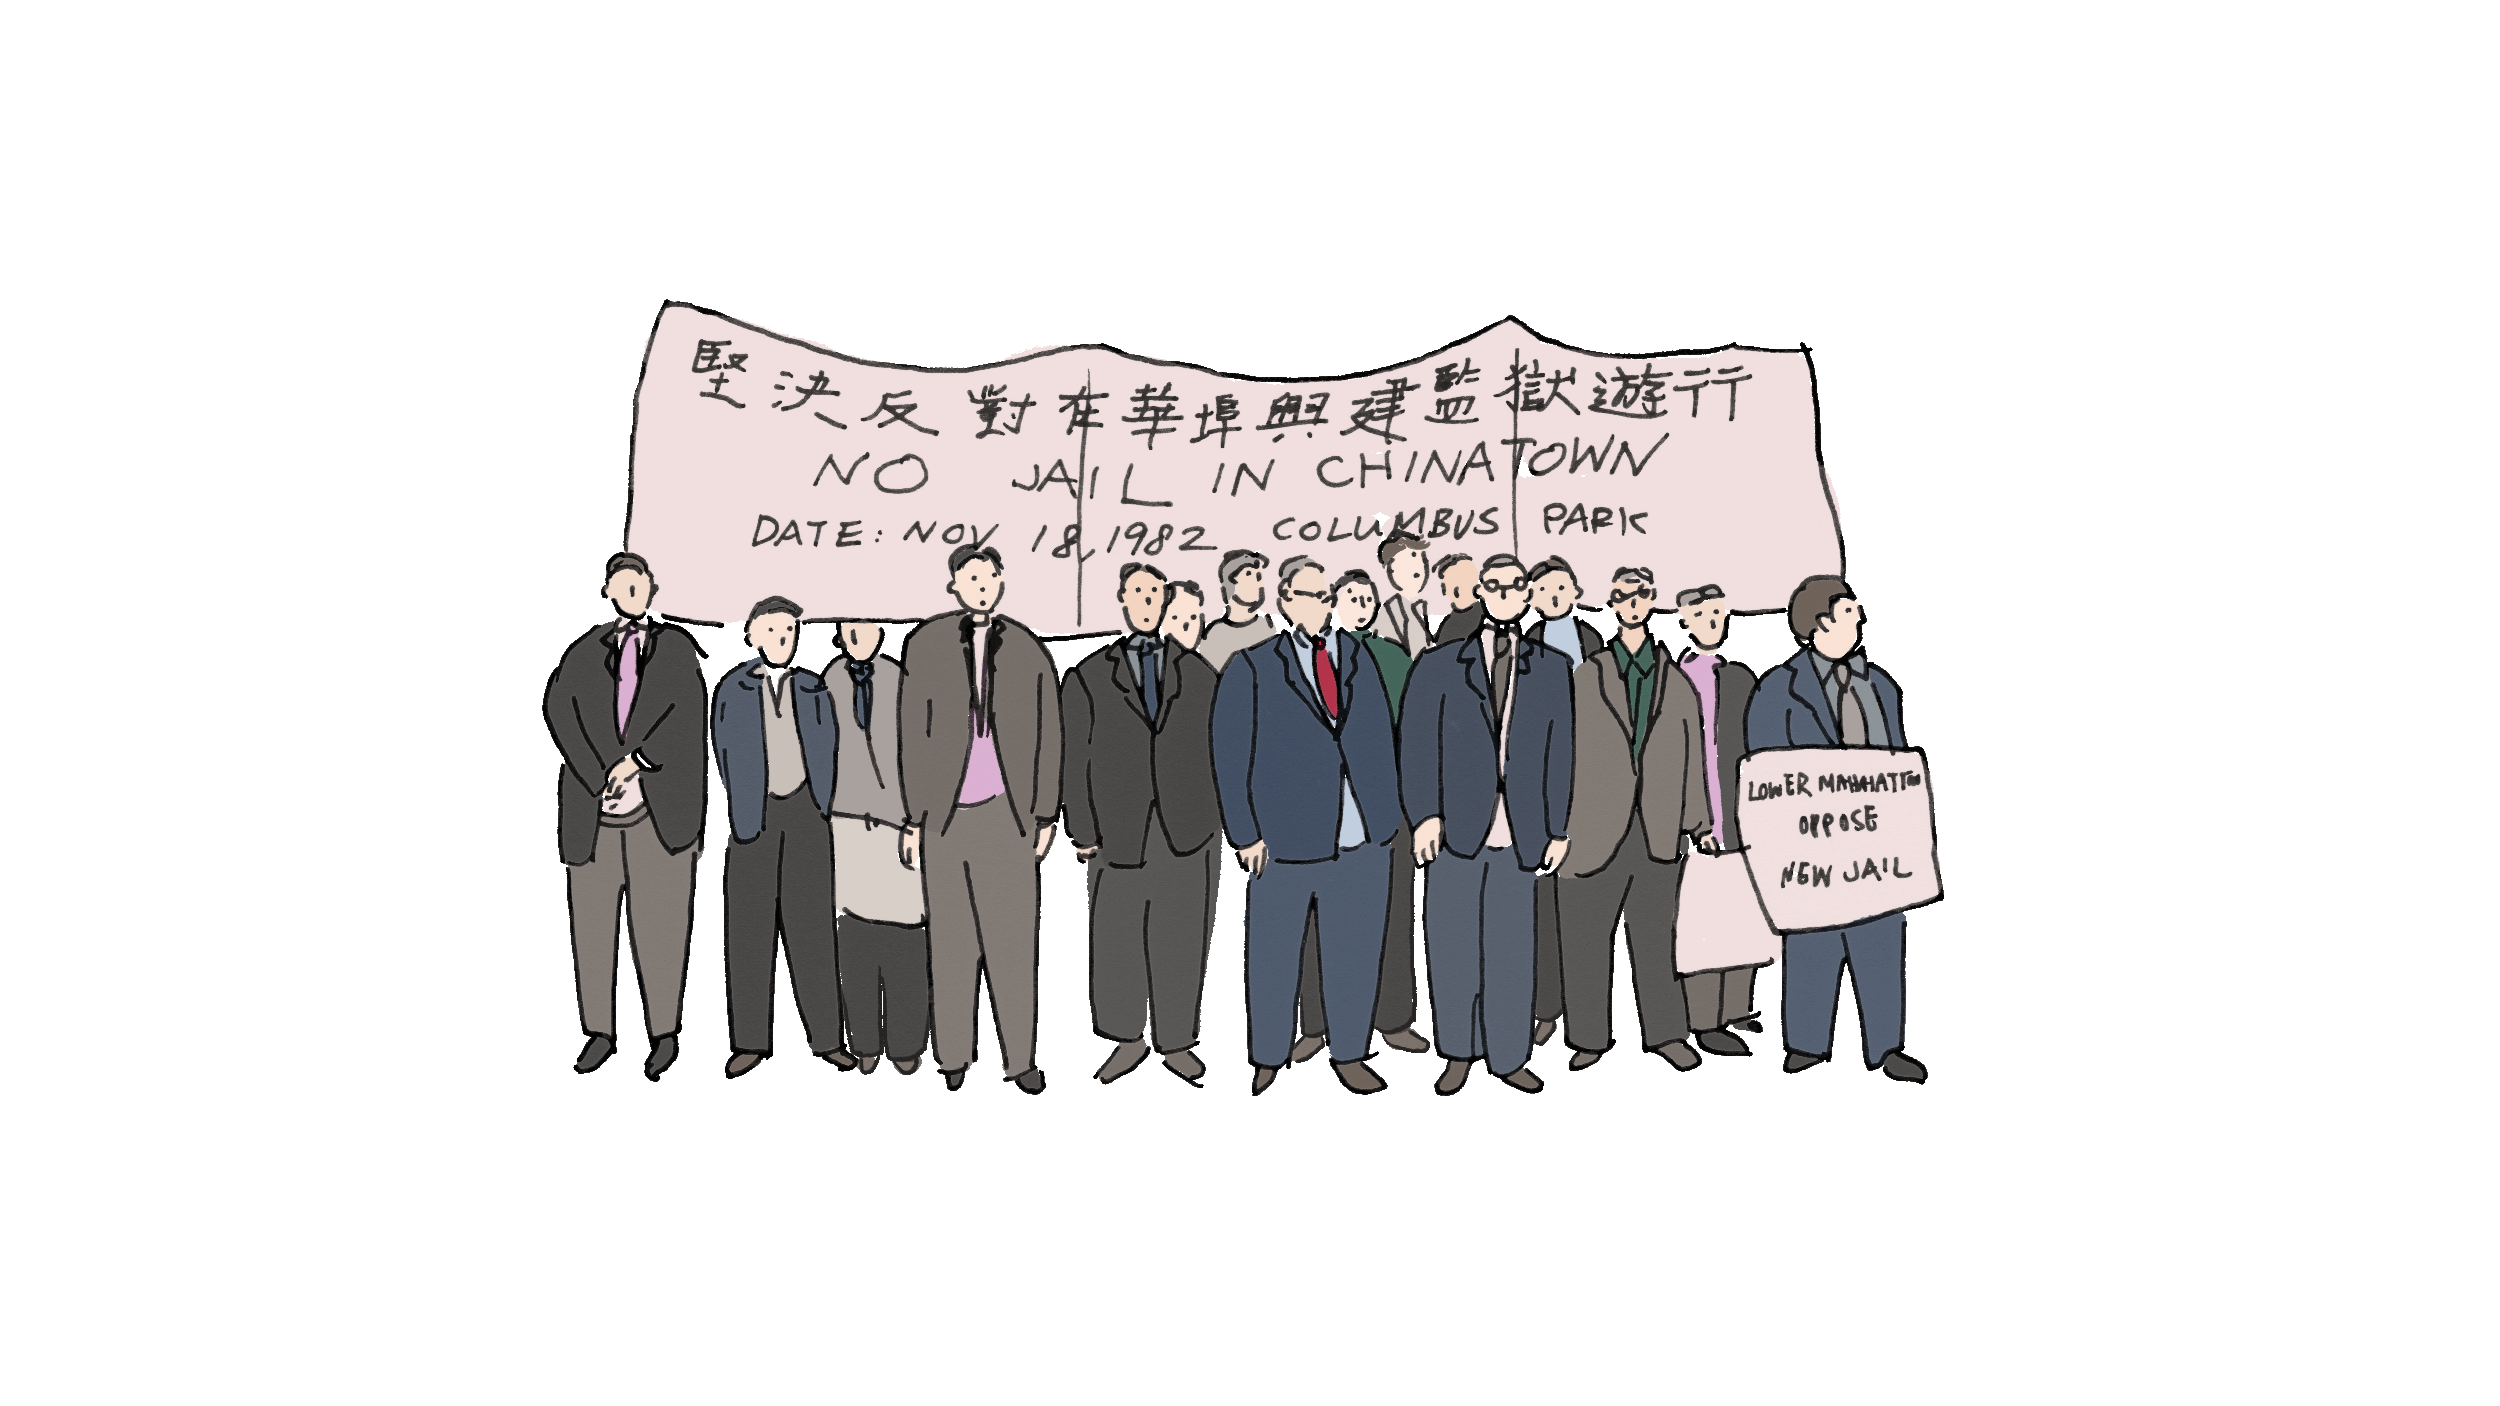 堅決反對在華埠興建監獄遊行
NO JAIL IN CHINATOWN
DATE: NOV 18, 1982 COLUMBUS PARK
LOWER MANHATTAN
OPPOSE
NEW JAIL